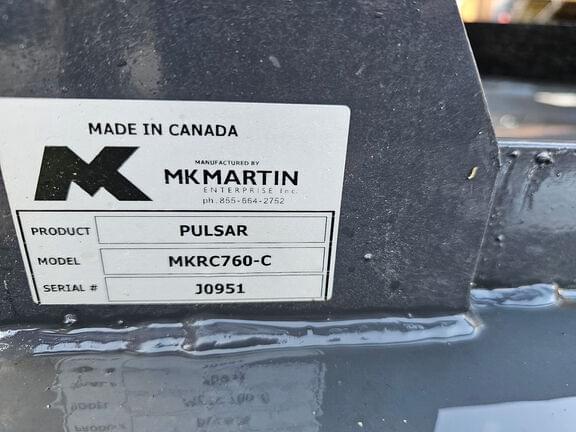 MADE IN CANADA
MK
MANUFACTURED BY
MKMARTIN
ENTERPRISE Inc.
ph.855-664-2752
PRODUCT PULSAR
MODEL MKRC760-C
SERIAL # J0951